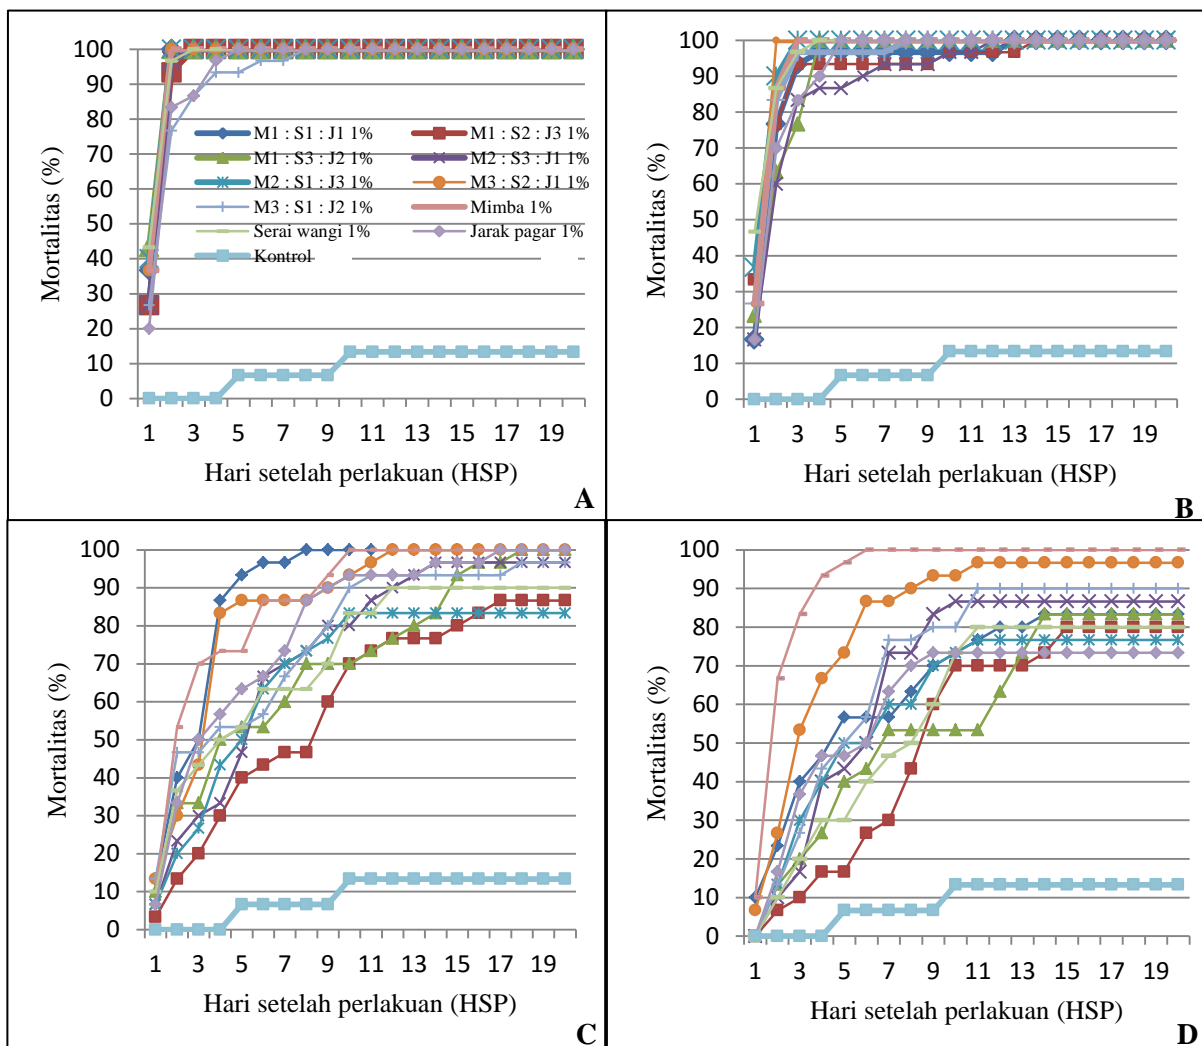 100
90
80
70
60
50
40
30
20
10
0
Mortalitas (%)
M1 : S1 : J1 1%
M1 : S2 : J3 1%
M1 : S3 : J2 1%
M2 : S3 : J1 1%
M2 : S1 : J3 1%
M3 : S2 : J1 1%
M3 : S1 : J2 1%
Mimba 1%
Serai wangi 1%
Jarak pagar 1%
Kontrol
1 3 5 7 9 11 13 15 17 19
Hari setelah perlakuan (HSP)
A
100
90
80
70
60
50
40
30
20
10
0
Mortalitas (%)
1 3 5 7 9 11 13 15 17 19
Hari setelah perlakuan (HSP)
B
100
90
80
70
60
50
40
30
20
10
0
Mortalitas (%)
1 3 5 7 9 11 13 15 17 19
Hari setelah perlakuan (HSP)
C
100
90
80
70
60
50
40
30
20
10
0
Mortalitas (%)
1 3 5 7 9 11 13 15 17 19
Hari setelah perlakuan (HSP)
D